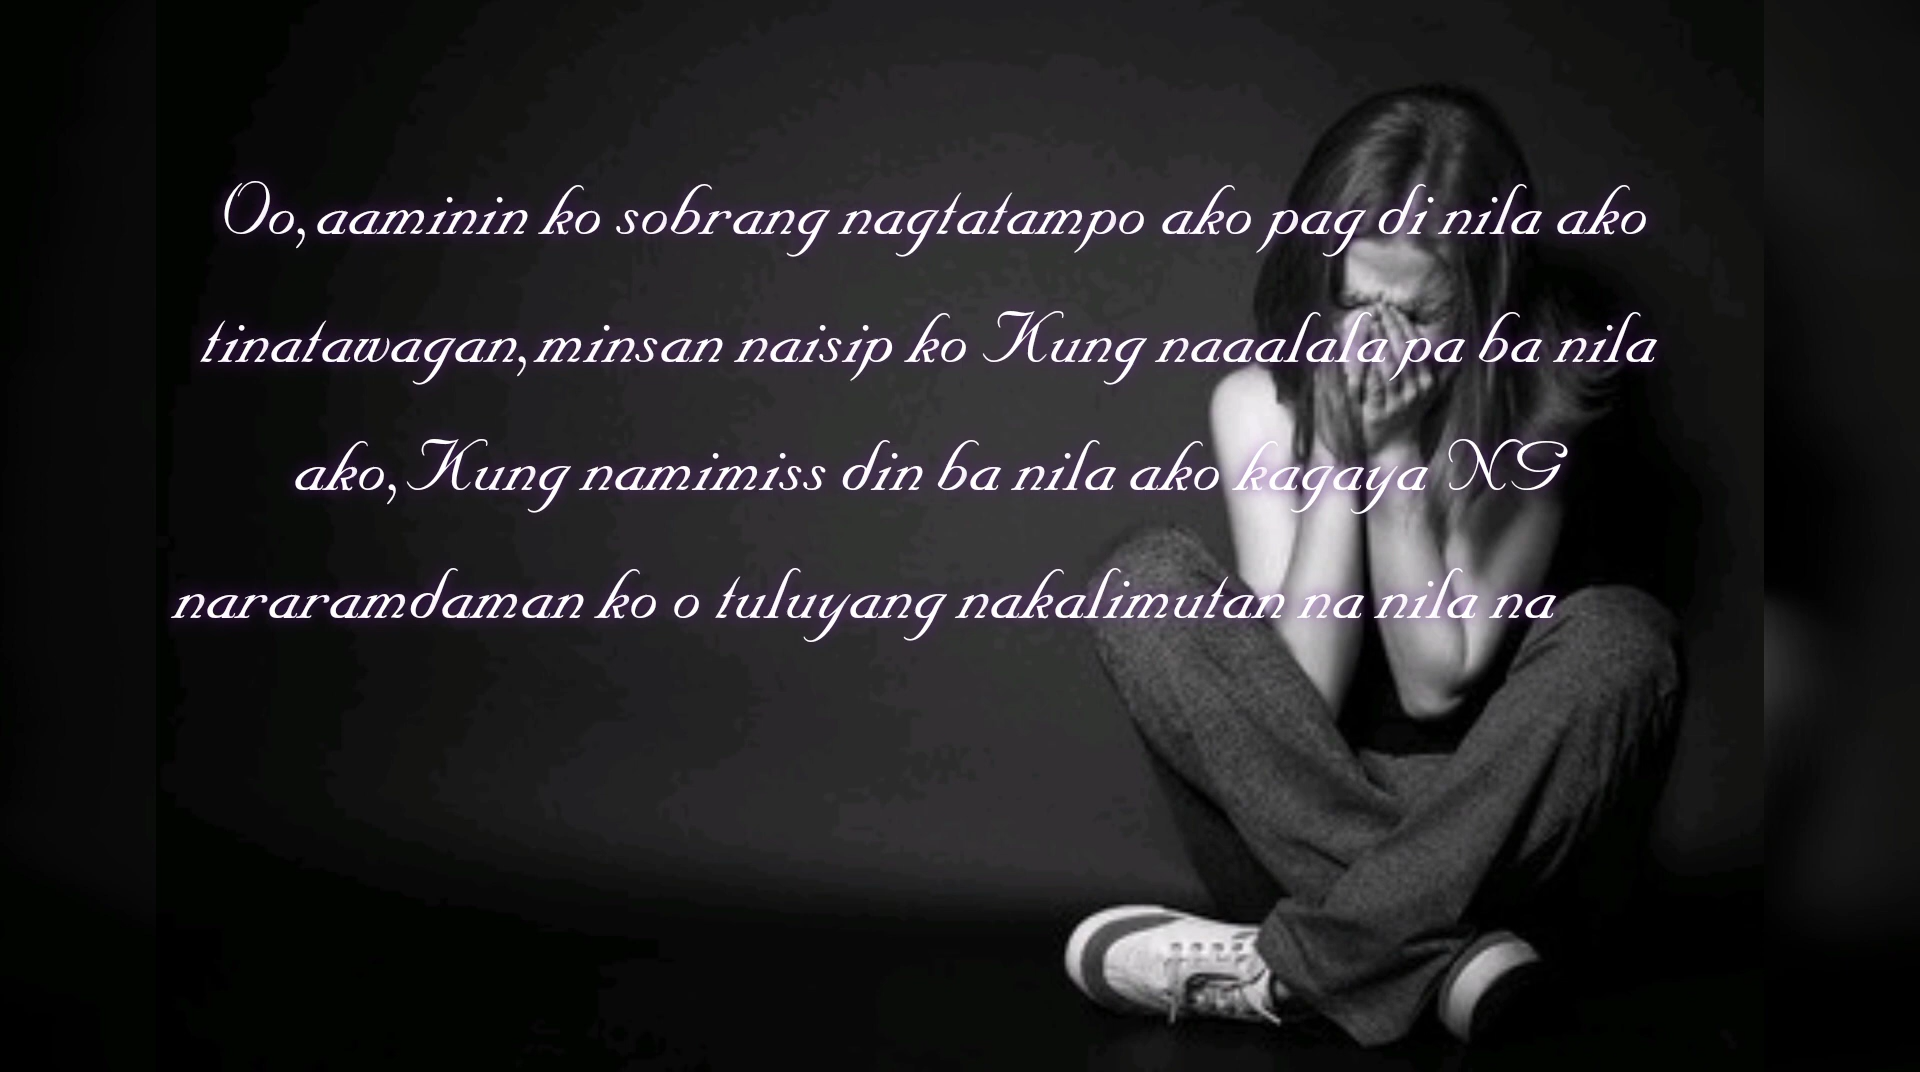 Oo,aaminin ko sobrang nagtatampo ako pag di nila ako
tinatawagan,minsan naisip ko Kung naaalala pa ba nila
ako,Kung namimiss din ba nila ako kagaya NG
nararamdaman ko o tuluyang nakalimutan na nila na